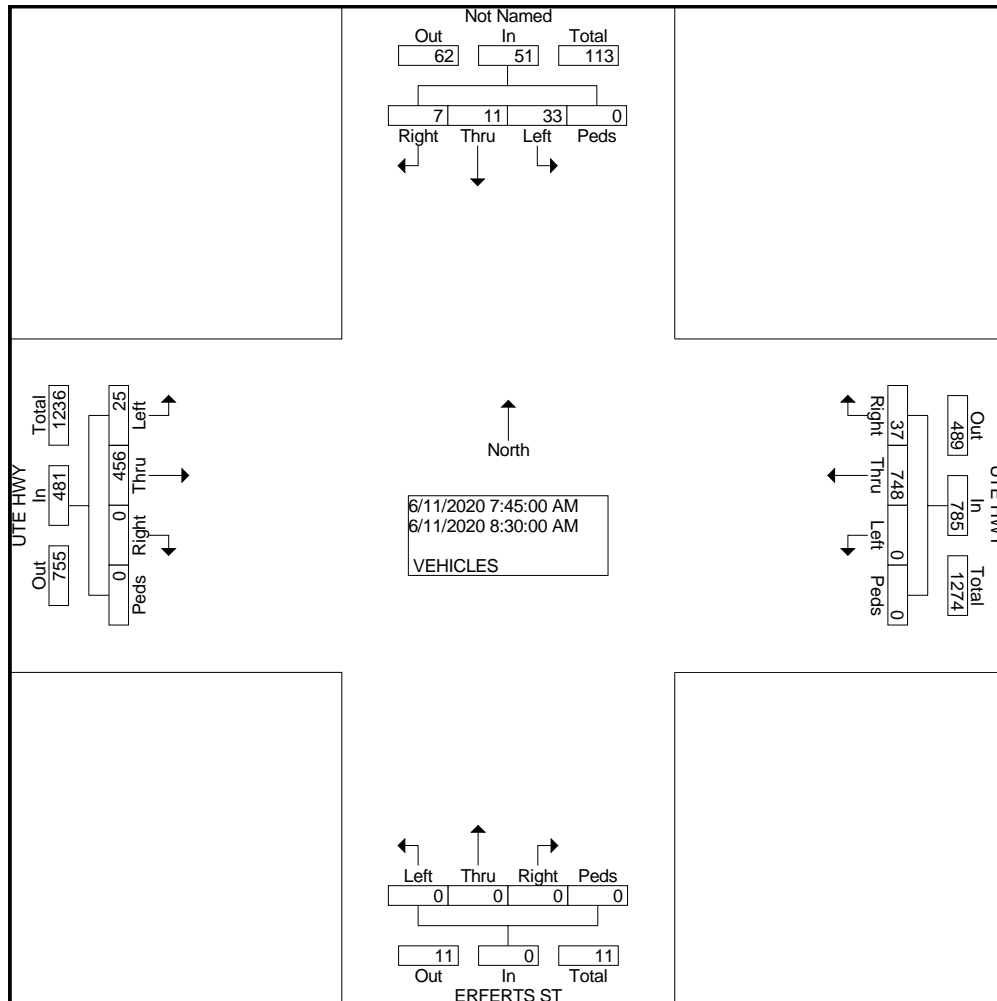 Not Named
Out In Total
62 51 113
7 11 33 0
Right Thru Left Peds
UTE HWY
Total In Out
1236 481 755
25 456 0 0
Left Thru Right Peds
North
6/11/2020 7:45:00 AM
6/11/2020 8:30:00 AM
VEHICLES
Right Thru Left Peds
37 748 0 0
489 785 1274
Out In Total
UTE HWY
Left Thru Right Peds
0 0 0 0
11 0 11
Out In Total
ERFERTS ST